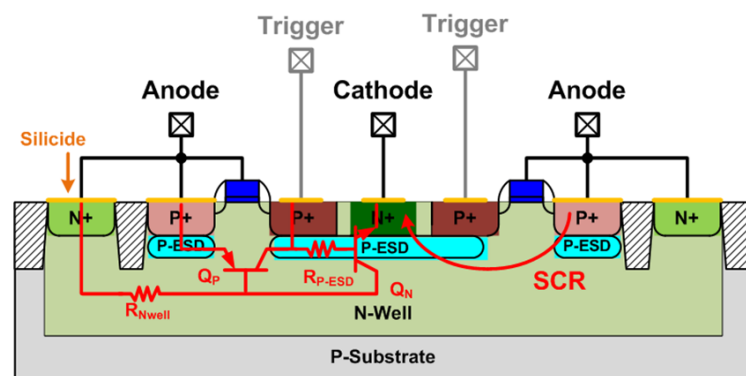 Trigger
Trigger
Anode
Cathode
Anode
Silicide
N+
P+
P+
N+
P+
P+
N+
P-ESD
P-ESD
P-ESD
QP
RP-ESD
QN
SCR
RNwell
N-Well
P-Substrate